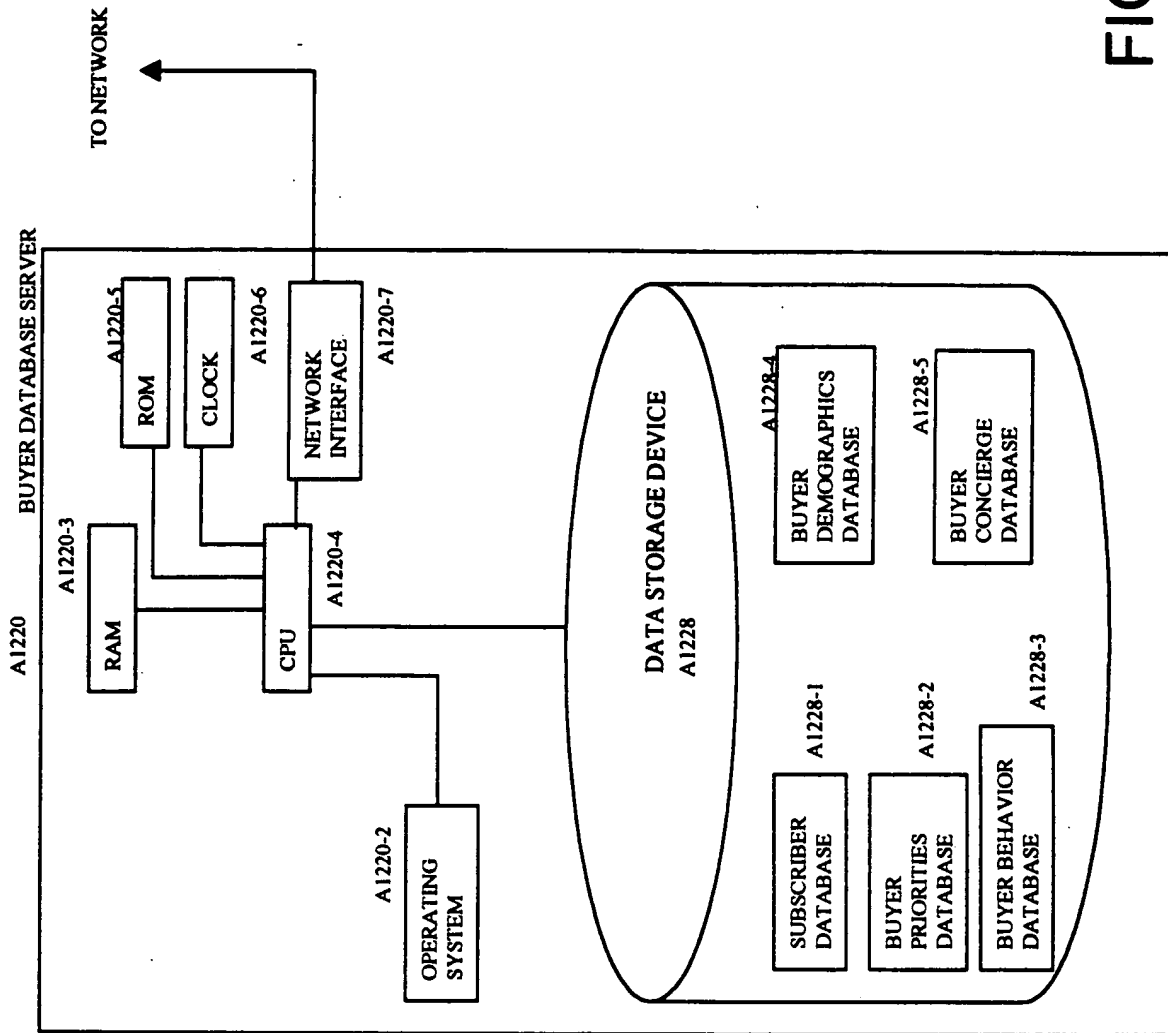 A1220
BUYER DATABASE SERVER
TO NETWORK
A1220-3
RAM
A1220-5
ROM
CLOCK
A1220-6
CPU
A1220-4
NETWORK
INTERFACE
A1220-7
A1220-2
OPERATING
SYSTEM
DATA STORAGE DEVICE
A1228
SUBSCRIBER
DATABASE
A1228-1
BUYER
PRIORITIES
DATABASE
A1228-2
BUYER BEHAVIOR
DATABASE
A1228-3
A1228-4
BUYER
DEMOGRAPHICS
DATABASE
A1228-5
BUYER
CONCIERGE
DATABASE